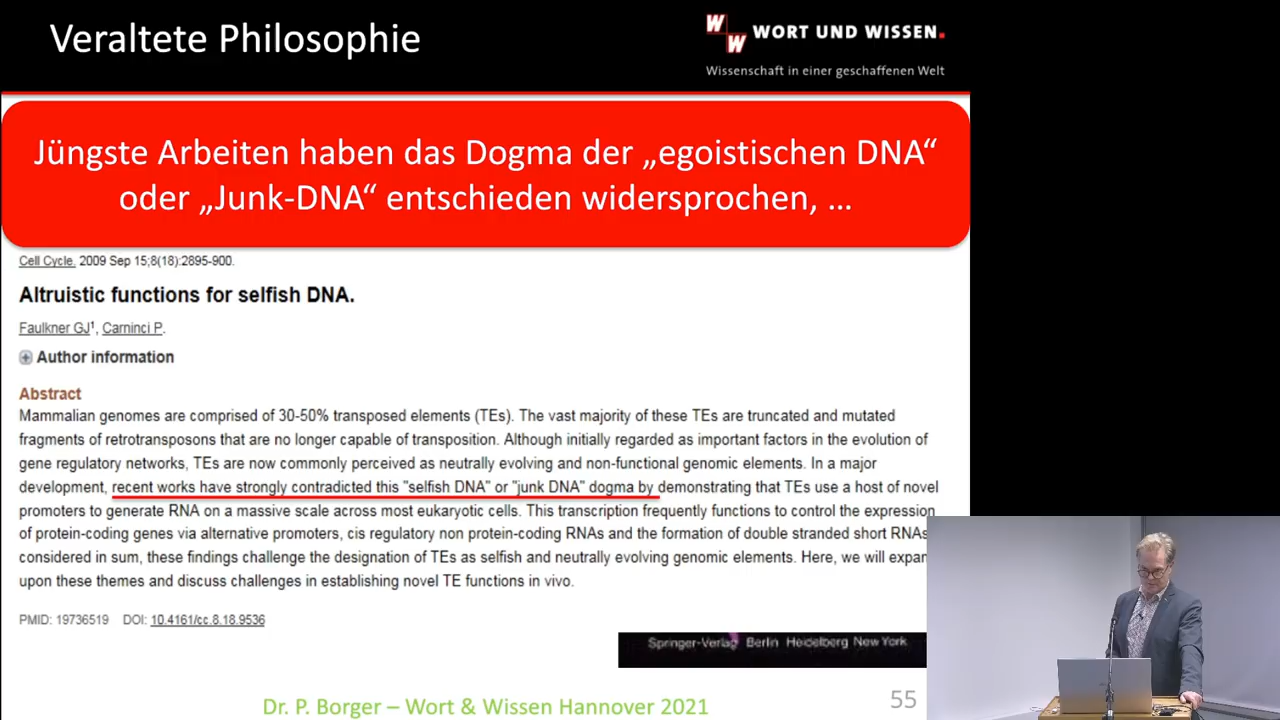 Veraltete Philosophie
W
W
WORT UND WISSEN.
Wissenschaft in einer geschaffenen Welt
Jüngste Arbeiten haben das Dogma der „egoistischen DNA“
oder „Junk-DNA“ entschieden widersprochen, ...
Cell Cycle. 2009 Sep 15;8(18):2895-900.
Altruistic functions for selfish DNA.
Faulkner GJ¹, Carninci P.
Author information
Abstract
Mammalian genomes are comprised of 30-50% transposed elements (TEs). The vast majority of these TEs are truncated and mutated
fragments of retrotransposons that are no longer capable of transposition. Although initially regarded as important factors in the evolution of
gene regulatory networks, TEs are now commonly perceived as neutrally evolving and non-functional genomic elements. In a major
development, recent works have strongly contradicted this "selfish DNA" or "junk DNA" dogma by demonstrating that TEs use a host of novel
promoters to generate RNA on a massive scale across most eukaryotic cells. This transcription frequently functions to control the expression
of protein-coding genes via alternative promoters, cis regulatory non protein-coding RNAs and the formation of double stranded short RNAs
considered in sum, these findings challenge the designation of TEs as selfish and neutrally evolving genomic elements. Here, we will expan
upon these themes and discuss challenges in establishing novel TE functions in vivo.
PMID: 19736519 DOI: 10.4161/cc.8.18.9536
Springer-Verlag Berlin Heidelberg New York
Dr. P. Borger – Wort & Wissen Hannover 2021
55